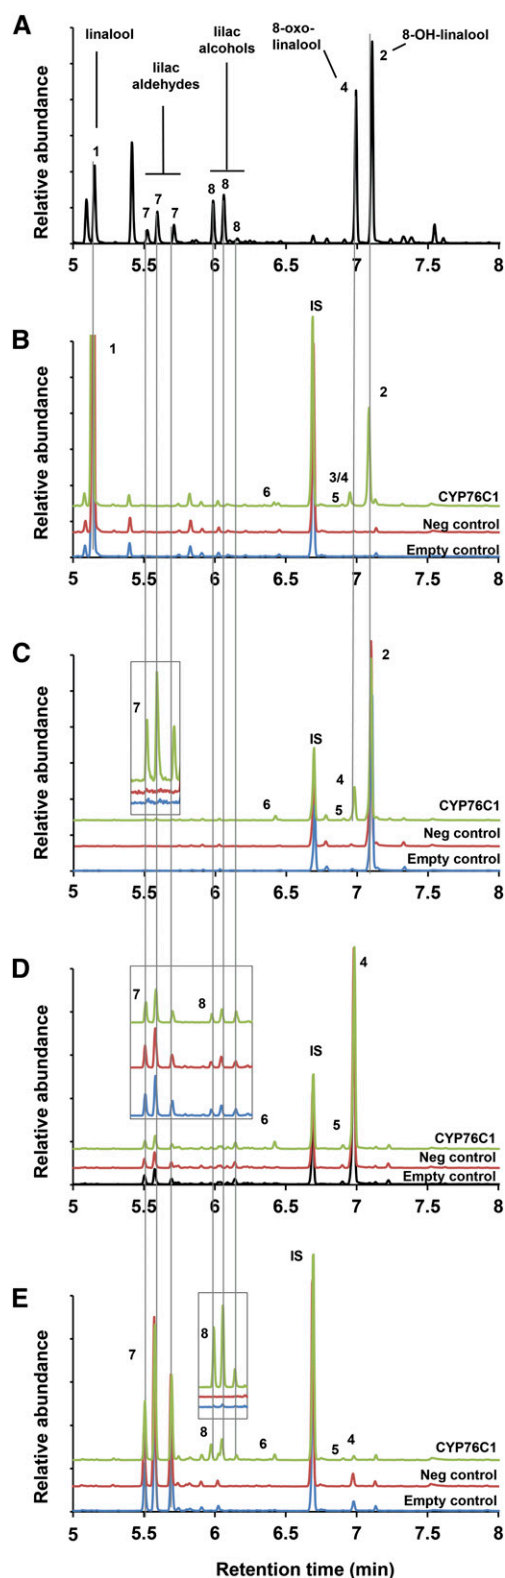 A
linalool
lilac
aldehydes
lilac
alcohols
8-oxo-
linalool
8-OH-linalool
Relative abundance
1
7
7
7
8
8
8
4
2
5 5.5 6 6.5 7 7.5 8
B
Relative abundance
1
IS
2
6
3/4
5
CYP76C1
Neg control
Empty control
5 5.5 6 6.5 7 7.5 8
C
Relative abundance
7
2
IS
4
6
5
CYP76C1
Neg control
Empty control
5 5.5 6 6.5 7 7.5 8
D
Relative abundance
7
8
4
IS
6
5
CYP76C1
Neg control
Empty control
5 5.5 6 6.5 7 7.5 8
E
Relative abundance
IS
7
8
8
6
5
4
CYP76C1
Neg control
Empty control
5 5.5 6 6.5 7 7.5 8
Retention time (min)